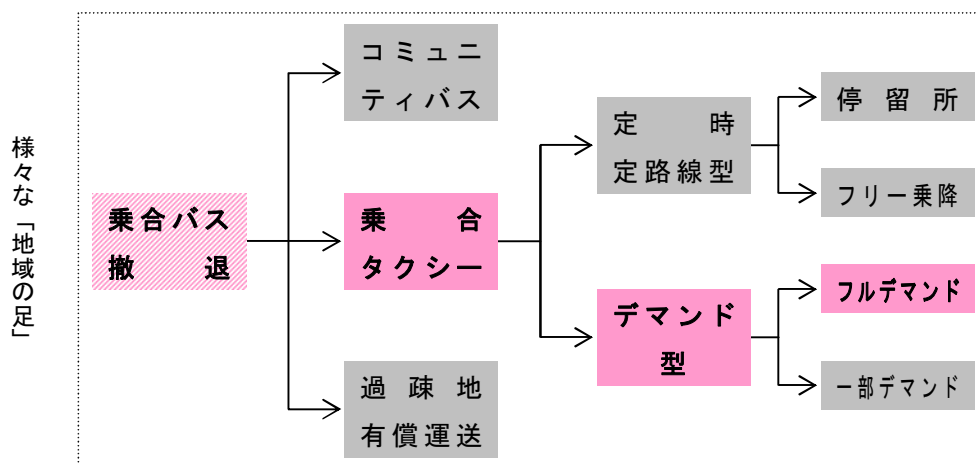 様々な「地域の足」
乗合バス
撤退
コミュニ
ティバス
乗合
タクシー
過疎地
有償運送
定時
定路線型
デマンド
型
停留所
フリー乗降
フルデマンド
一部デマンド